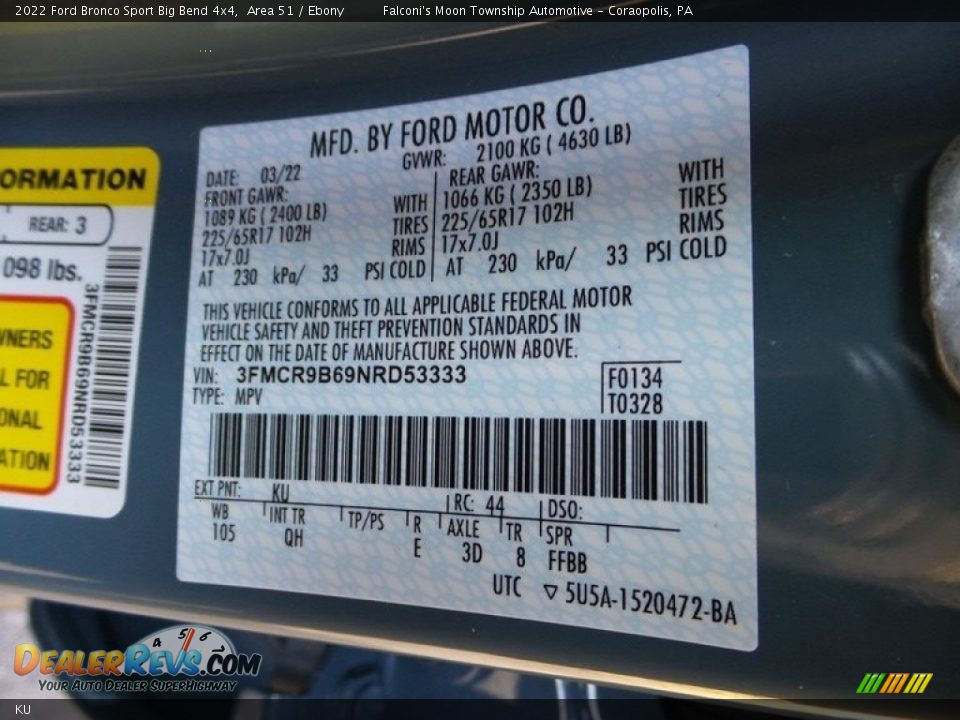 2022 Ford Bronco Sport Big Bend 4x4, Area 51 / Ebony Falconi's Moon Township Automotive - Coraopolis, PA
ORMATION
REAR: 3
098 lbs.
3FMCR9B69NRD53333
WNERS
L FOR
ONAL
ATION
MFD. BY FORD MOTOR CO.
DATE: 03/22 GVWR: 2100 KG ( 4630 LB)
FRONT GAWR: REAR GAWR:
1089 KG ( 2400 LB) WITH 1066 KG ( 2350 LB) WITH
225/65R17 102H TIRES 225/65R17 102H TIRES
17x7.0J RIMS 17x7.0J RIMS
AT 230 kPa/ 33 PSI COLD AT 230 kPa/ 33 PSI COLD
THIS VEHICLE CONFORMS TO ALL APPLICABLE FEDERAL MOTOR
VEHICLE SAFETY AND THEFT PREVENTION STANDARDS IN
EFFECT ON THE DATE OF MANUFACTURE SHOWN ABOVE.
VIN: 3FMCR9B69NRD53333 F0134
TYPE: MPV T0328
EXT PNT: KU RC: 44 DSO:
WB INT TR TP/PS R AXLE TR SPR
105 QH E 3D 8 FFBB
UTC ▽ 5U5A-1520472-BA
4 5 6
DEALERREVS.COM
Your Auto Dealer SuperHighway
KU